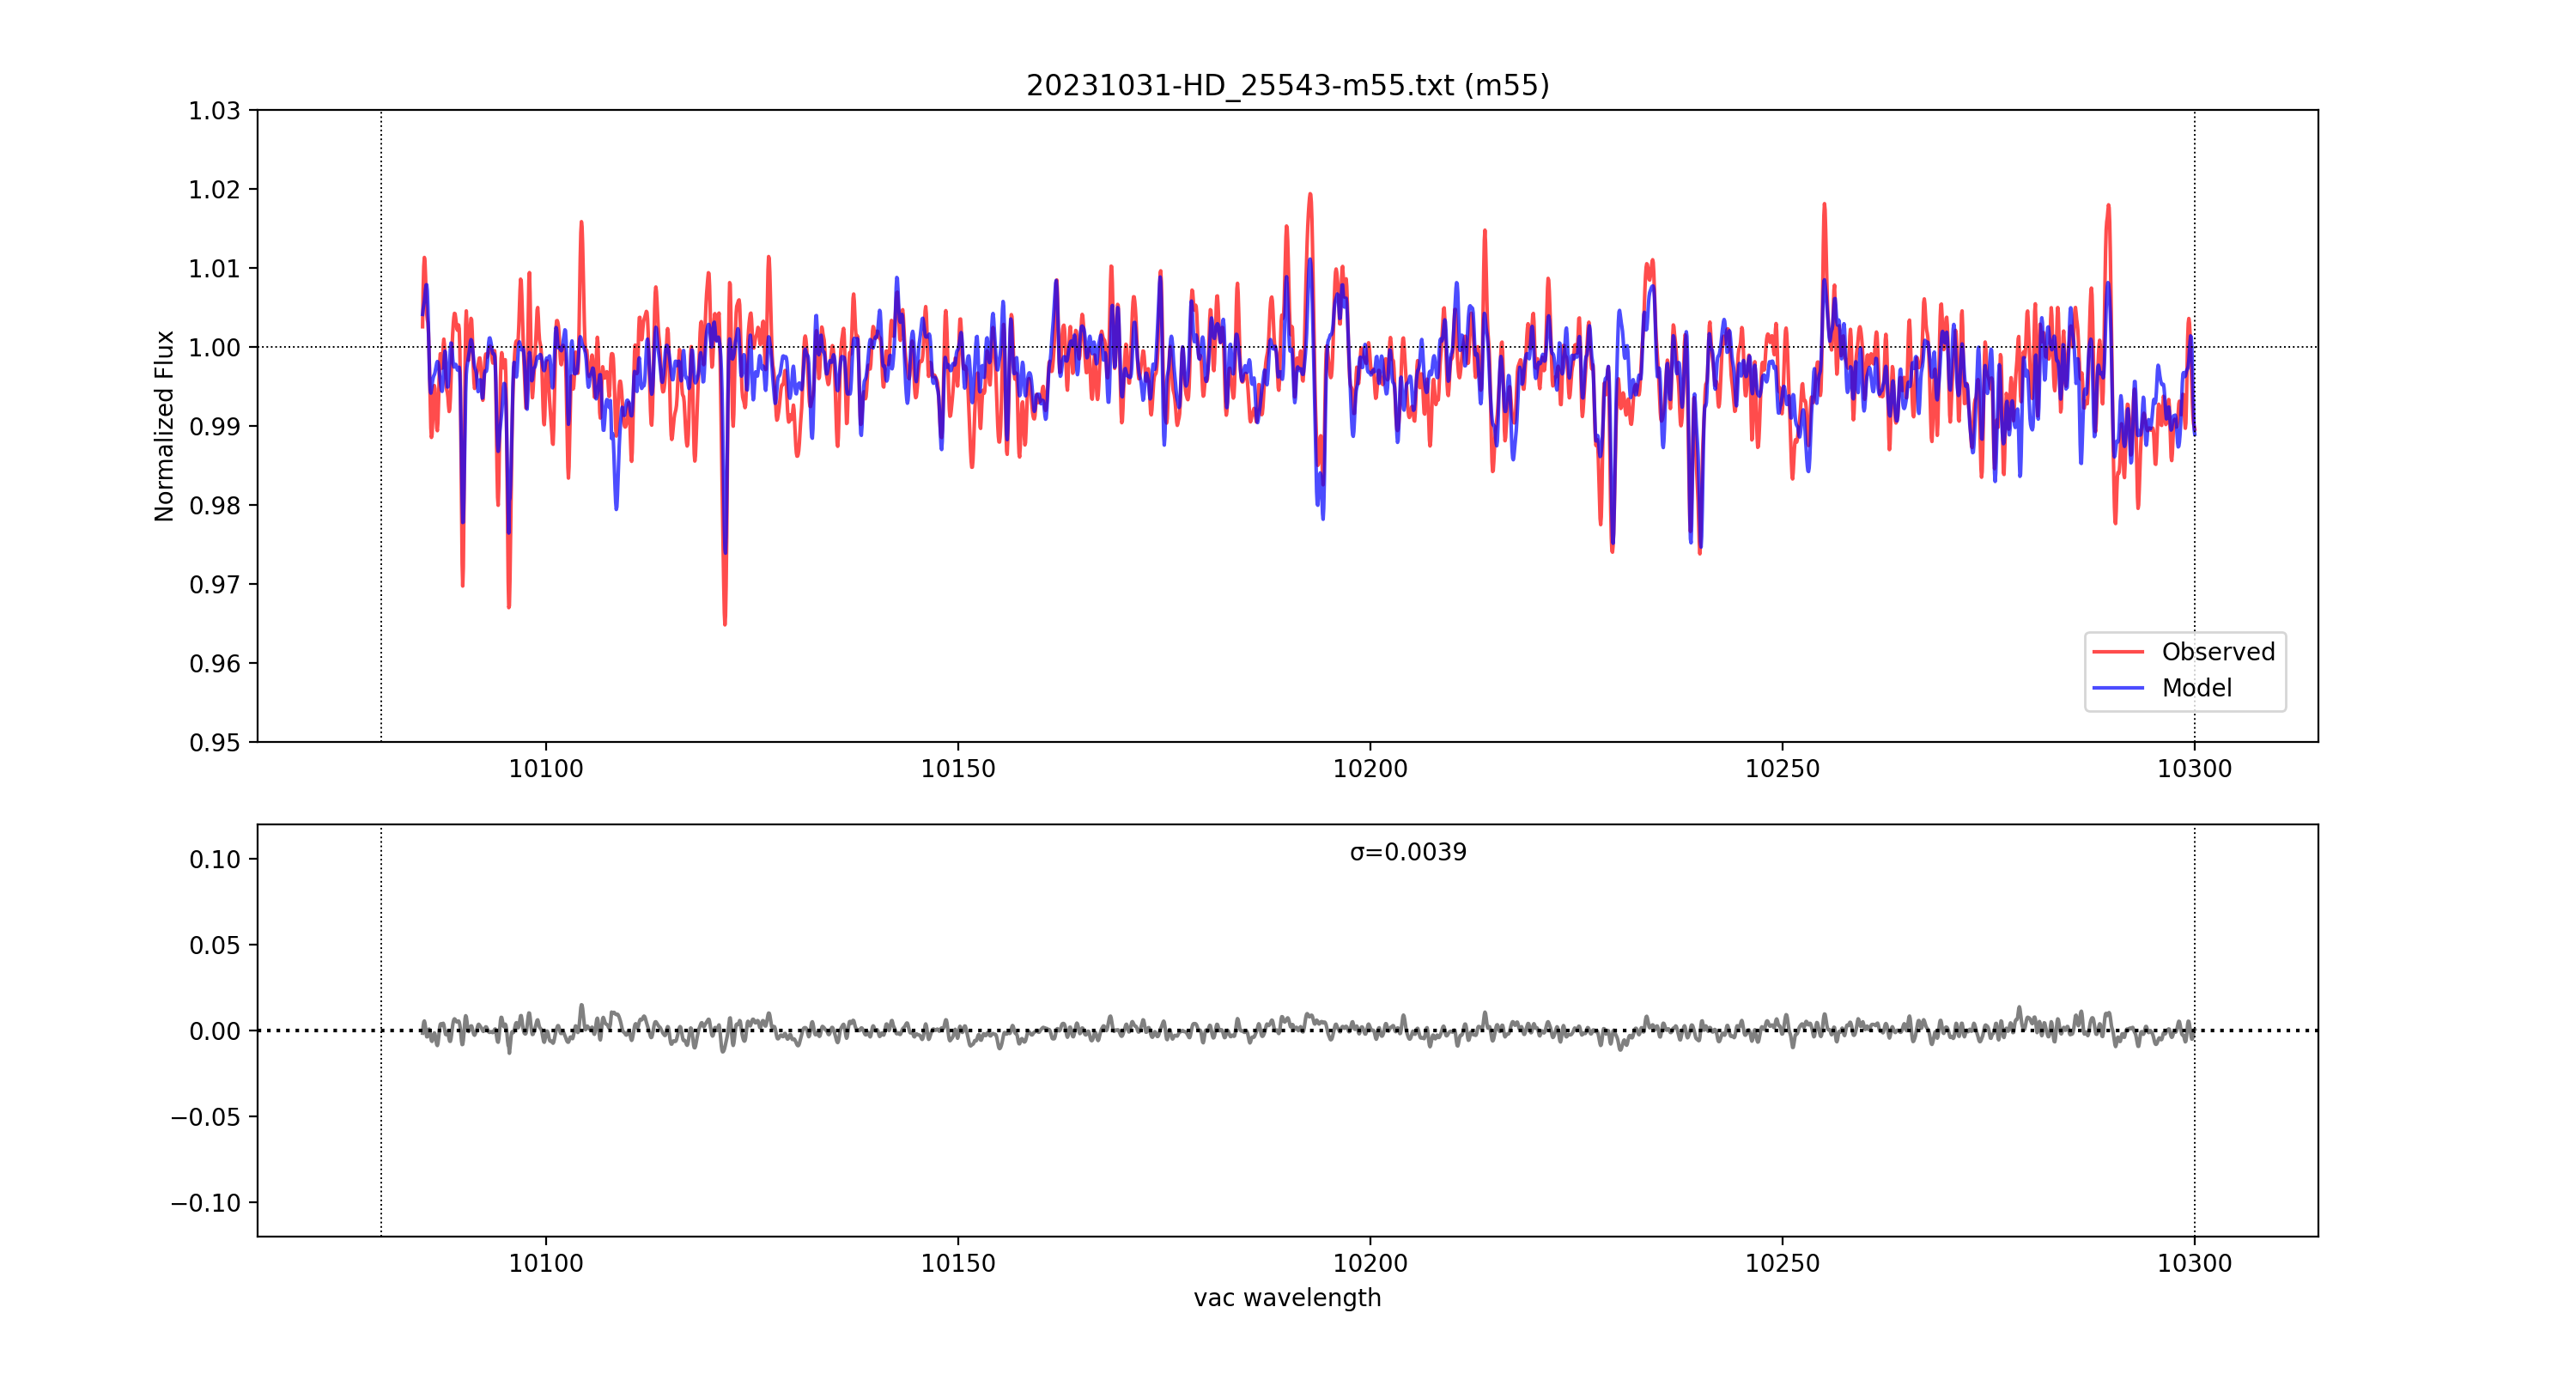 20231031-HD_25543-m55.txt (m55)
Normalized Flux
1.03
1.02
1.01
1.00
0.99
0.98
0.97
0.96
0.95
Observed
Model
10100 10150 10200 10250 10300
σ=0.0039
0.10
0.05
0.00
−0.05
−0.10
10100 10150 10200 10250 10300
vac wavelength